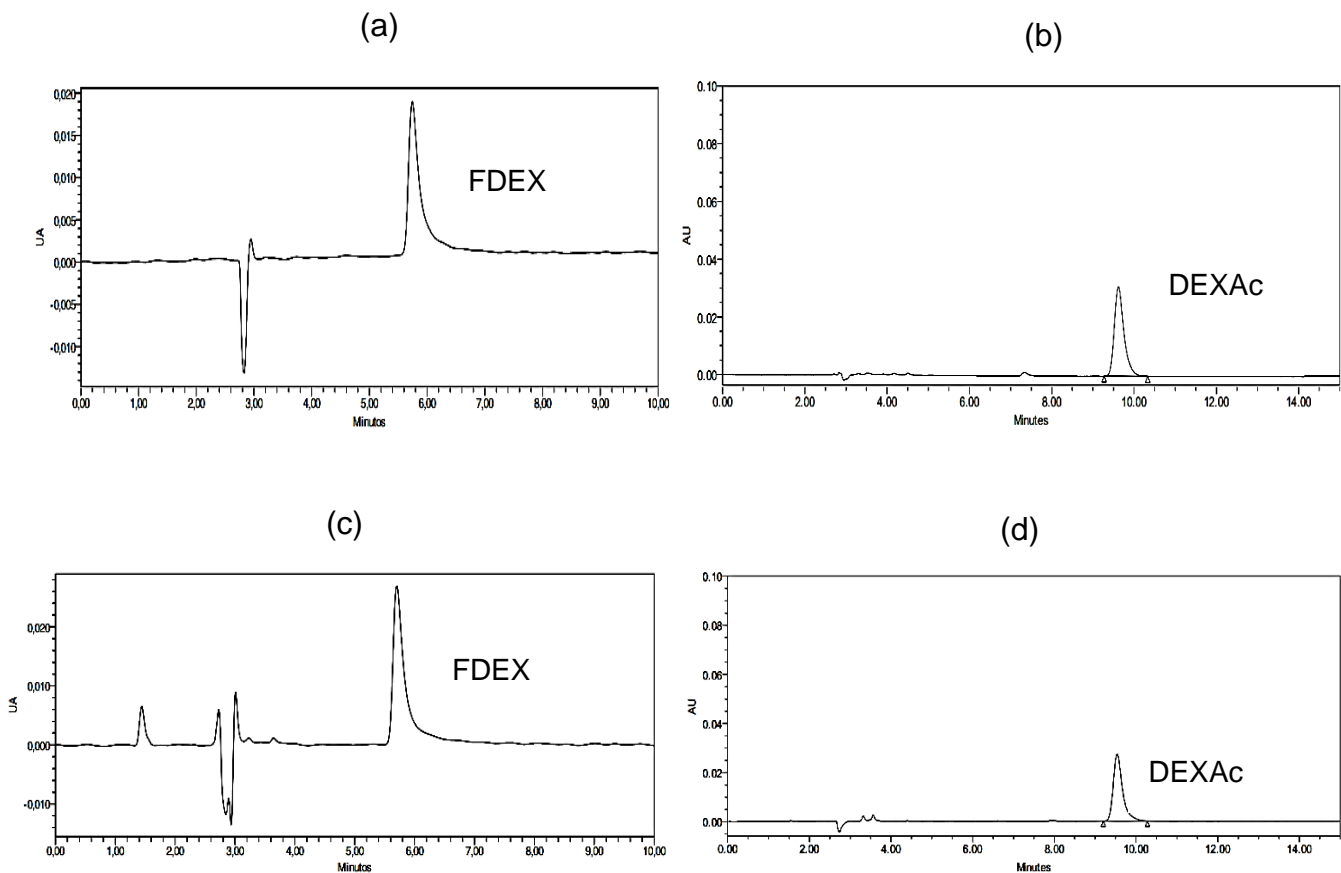 (a)
0,020
0,015
0,010
0,005
0,000
-0,005
-0,010
UA
FDEX
0,00 1,00 2,00 3,00 4,00 5,00 6,00 7,00 8,00 9,00 10,00
Minutos
(b)
0.10
0.08
0.06
0.04
0.02
0.00
AU
DEXAc
0.00 2.00 4.00 6.00 8.00 10.00 12.00 14.00
Minutes
(c)
0,020
0,010
0,000
-0,010
UA
FDEX
0,00 1,00 2,00 3,00 4,00 5,00 6,00 7,00 8,00 9,00 10,00
Minutos
(d)
0.10
0.08
0.06
0.04
0.02
0.00
AU
DEXAc
0.00 2.00 4.00 6.00 8.00 10.00 12.00 14.00
Minutes